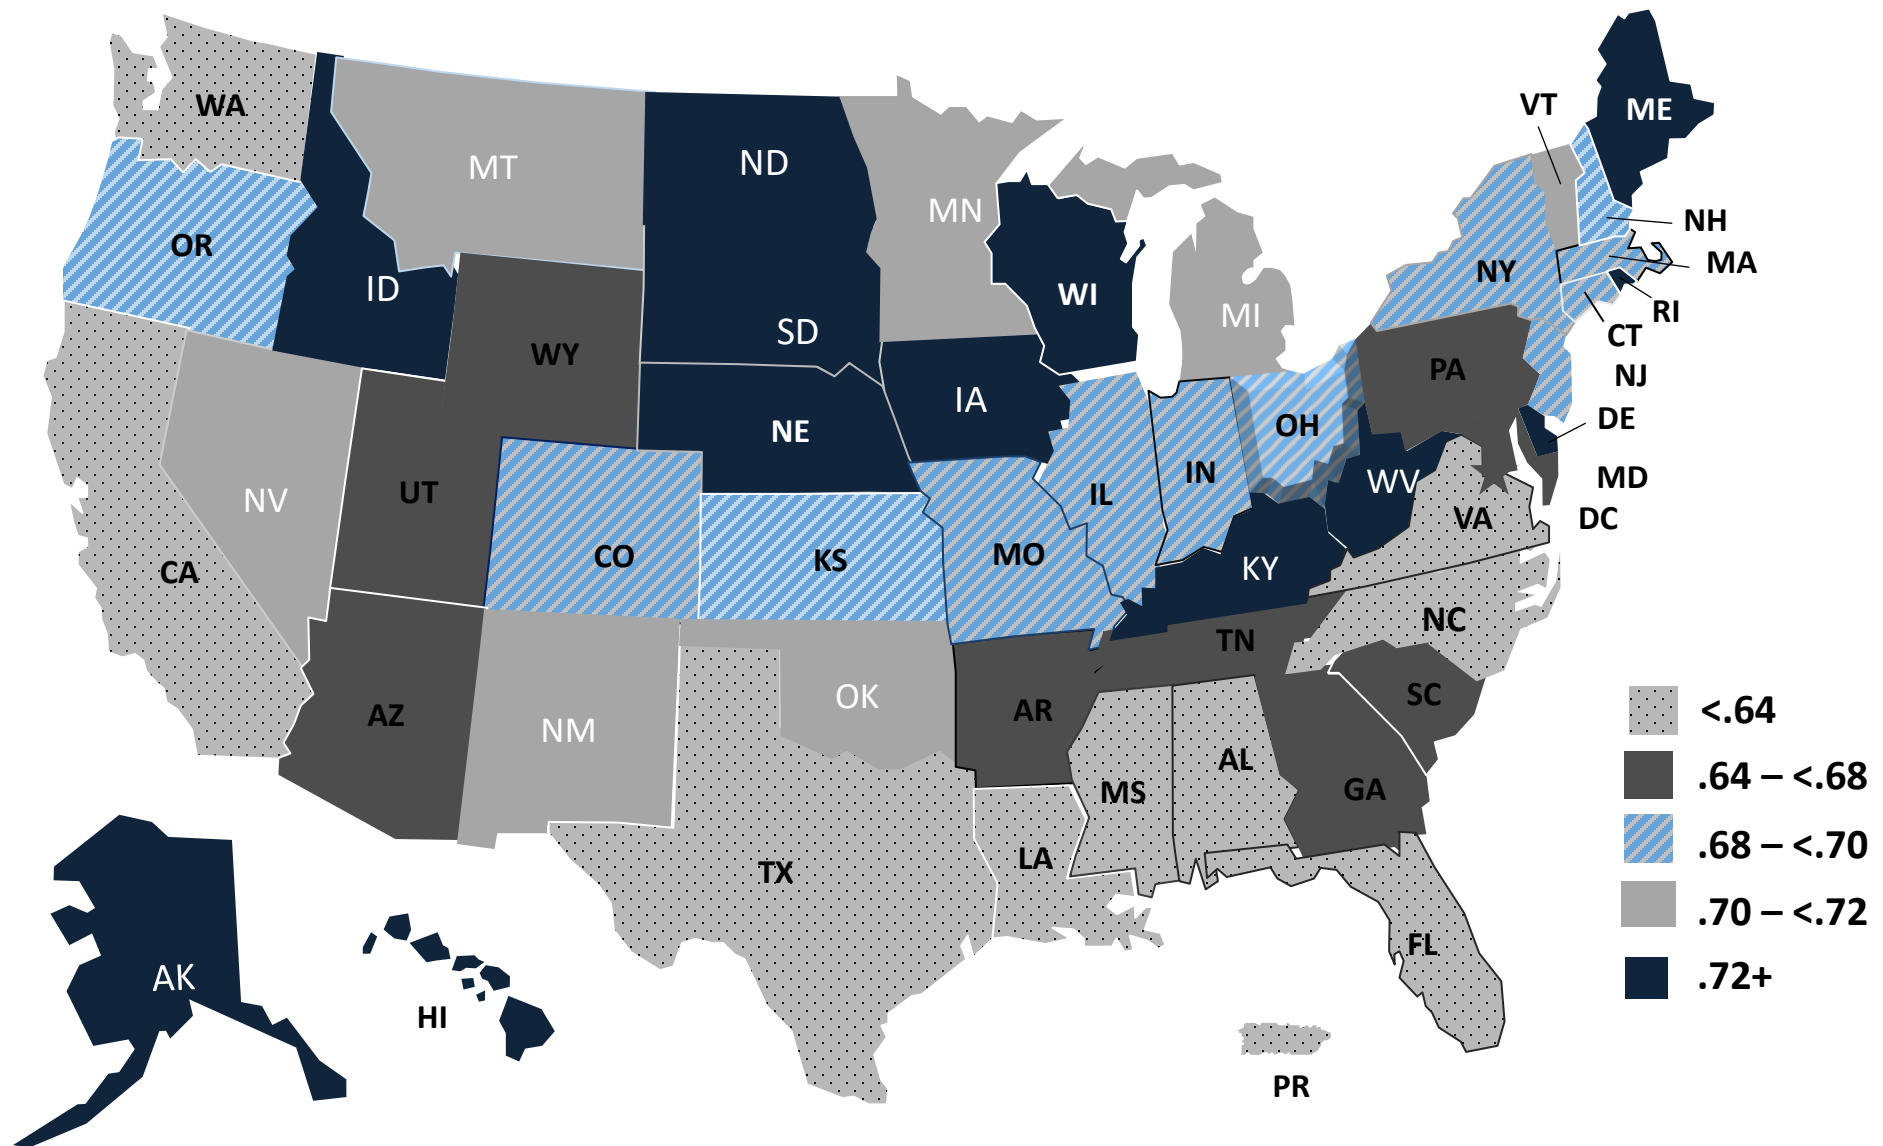 WA
MT
ND
MN
VT
ME
OR
ID
SD
WI
MI
NY
NH
MA
RI
CT
WY
NE
IA
PA
NJ
NV
UT
CO
KS
MO
IL
IN
OH
WV
DE
MD
VA
DC
CA
KY
NC
AZ
NM
OK
AR
TN
SC
TX
LA
MS
AL
GA
FL
AK
HI
PR
<.64
.64 – <.68
.68 – <.70
.70 – <.72
.72+